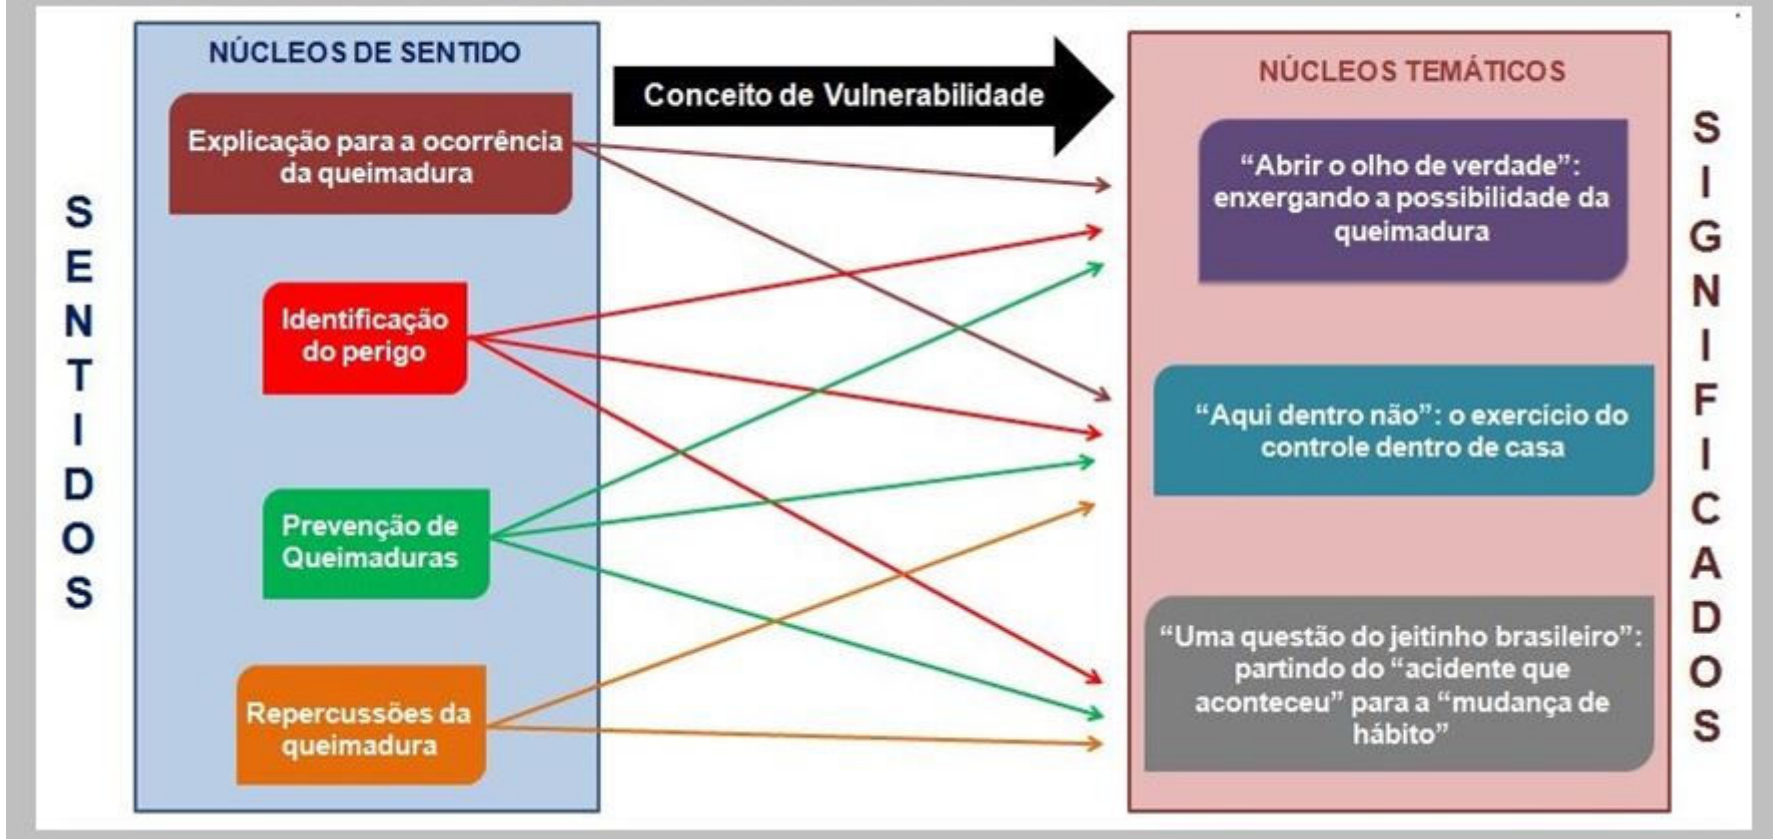 SENTIDOS
NÚCLEOS DE SENTIDO
Explicação para a ocorrência
da queimadura
Identificação
do perigo
Prevenção de
Queimaduras
Repercussões da
queimadura
Conceito de Vulnerabilidade
NÚCLEOS TEMÁTICOS
“Abrir o olho de verdade”:
enxergando a possibilidade da
queimadura
“Aqui dentro não”: o exercício do
controle dentro de casa
“Uma questão do jeitinho brasileiro”:
partindo do “acidente que
aconteceu” para a “mudança de
hábito”
SIGNIFICADOS